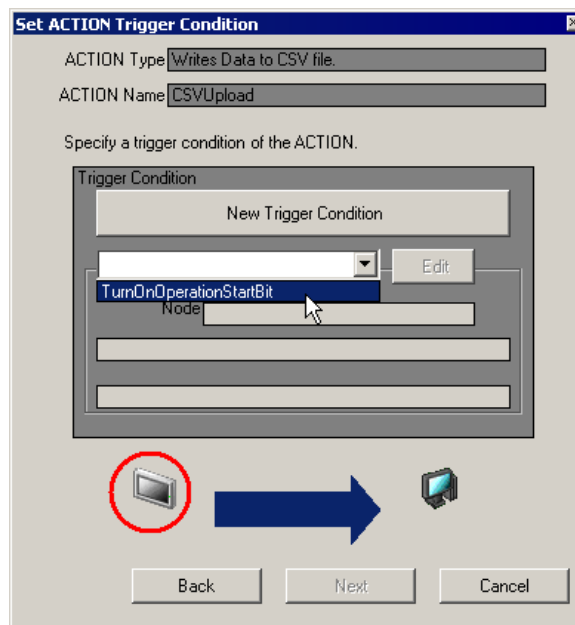 Set ACTION Trigger Condition
ACTION Type Writes Data to CSV file.
ACTION Name CSVUpload
Specify a trigger condition of the ACTION.
Trigger Condition
New Trigger Condition
Edit
TurnOnOperationStartBit
Node
Back Next Cancel